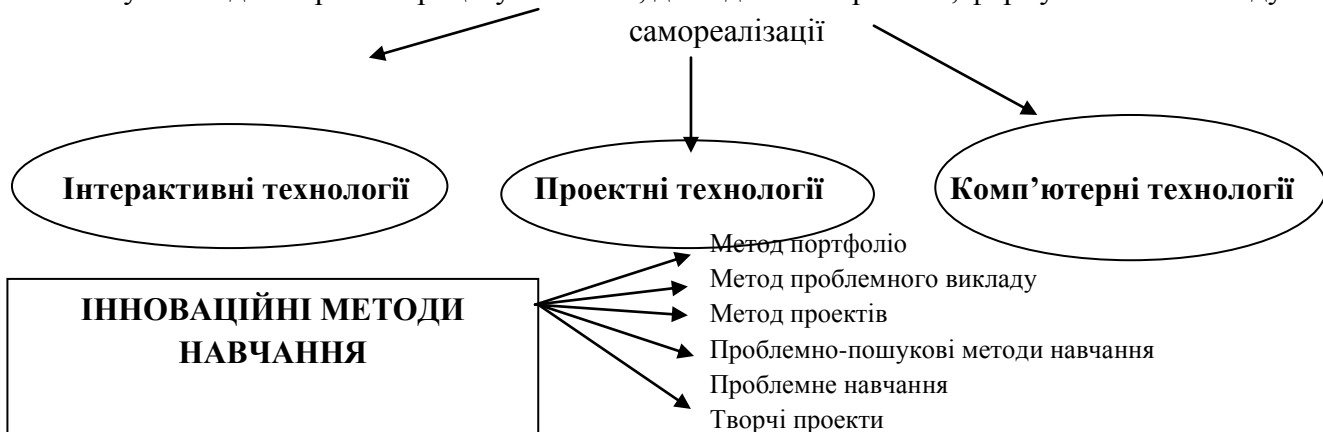 самореалізації
Інтерактивні технології
Проектні технології
Комп’ютерні технології
ІННОВАЦІЙНІ МЕТОДИ
НАВЧАННЯ
Метод портфоліо
Метод проблемного викладу
Метод проектів
Проблемно-пошукові методи навчання
Проблемне навчання
Творчі проекти